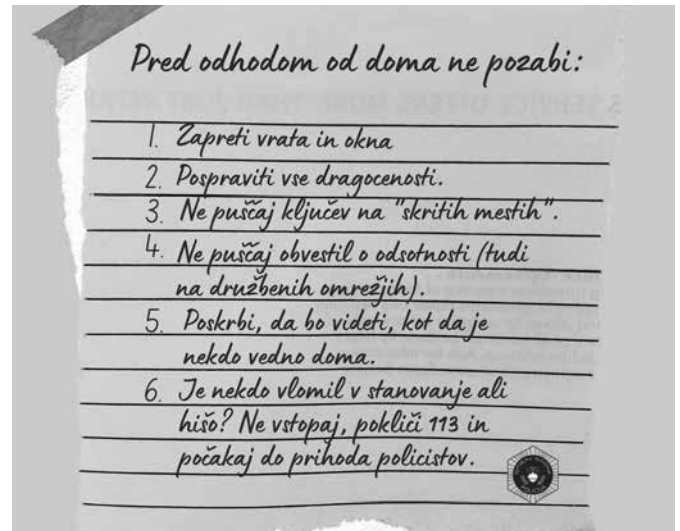 Pred odhodom od doma ne pozabi:
1. Zapreti vrata in okna
2. Pospraviti vse dragocenosti.
3. Ne puščaj ključev na "skritih mestih".
4. Ne puščaj obvestil o odsotnosti (tudi
na družbenih omrežjih).
5. Poskrbi, da bo videti, kot da je
nekdo vedno doma.
6. Je nekdo vlomil v stanovanje ali
hišo? Ne vstopaj, pokliči 113 in
počakaj do prihoda policistov.